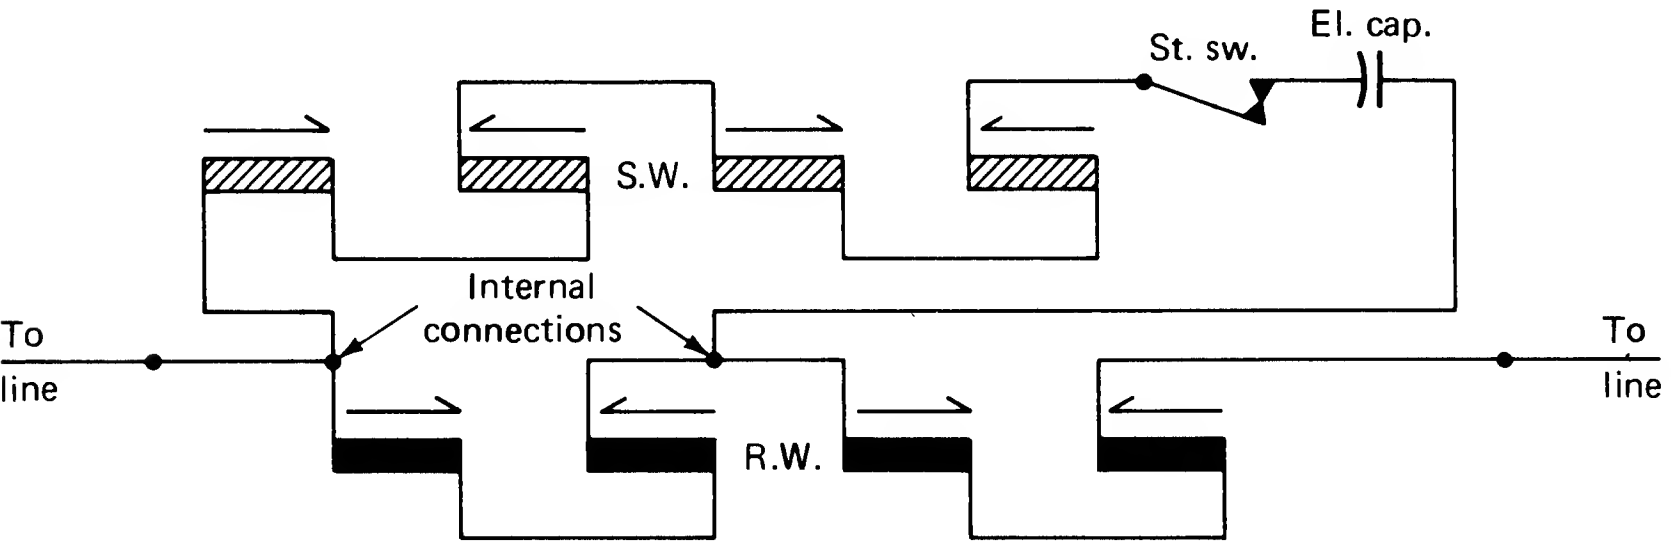 El. cap.
St. sw.
S.W.
Internal
connections
To
line
To
line
R.W.